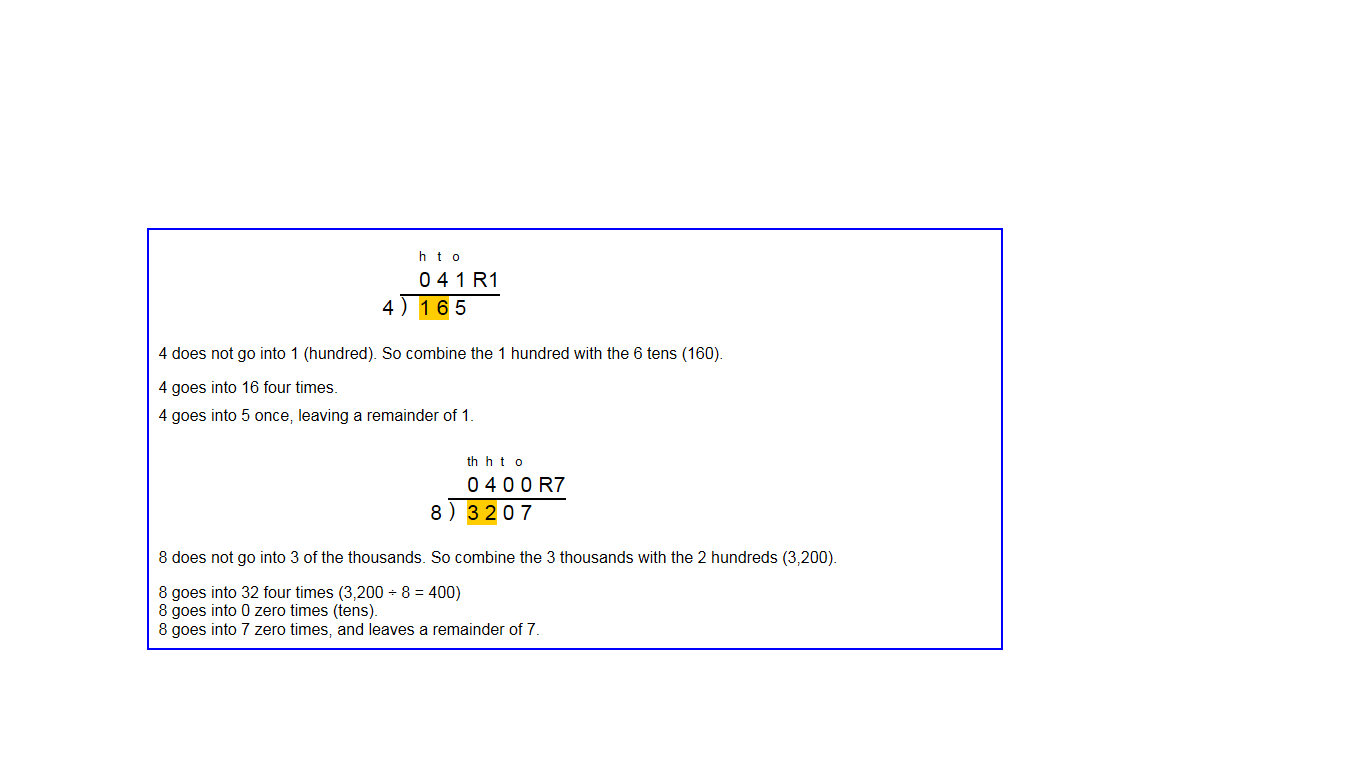 h t o
0 4 1 R1
4 ) 1 6 5
4 does not go into 1 (hundred). So combine the 1 hundred with the 6 tens (160).
4 goes into 16 four times.
4 goes into 5 once, leaving a remainder of 1.
th h t o
0 4 0 0 R7
8 ) 3 2 0 7
8 does not go into 3 of the thousands. So combine the 3 thousands with the 2 hundreds (3,200).
8 goes into 32 four times (3,200 ÷ 8 = 400)
8 goes into 0 zero times (tens).
8 goes into 7 zero times, and leaves a remainder of 7.